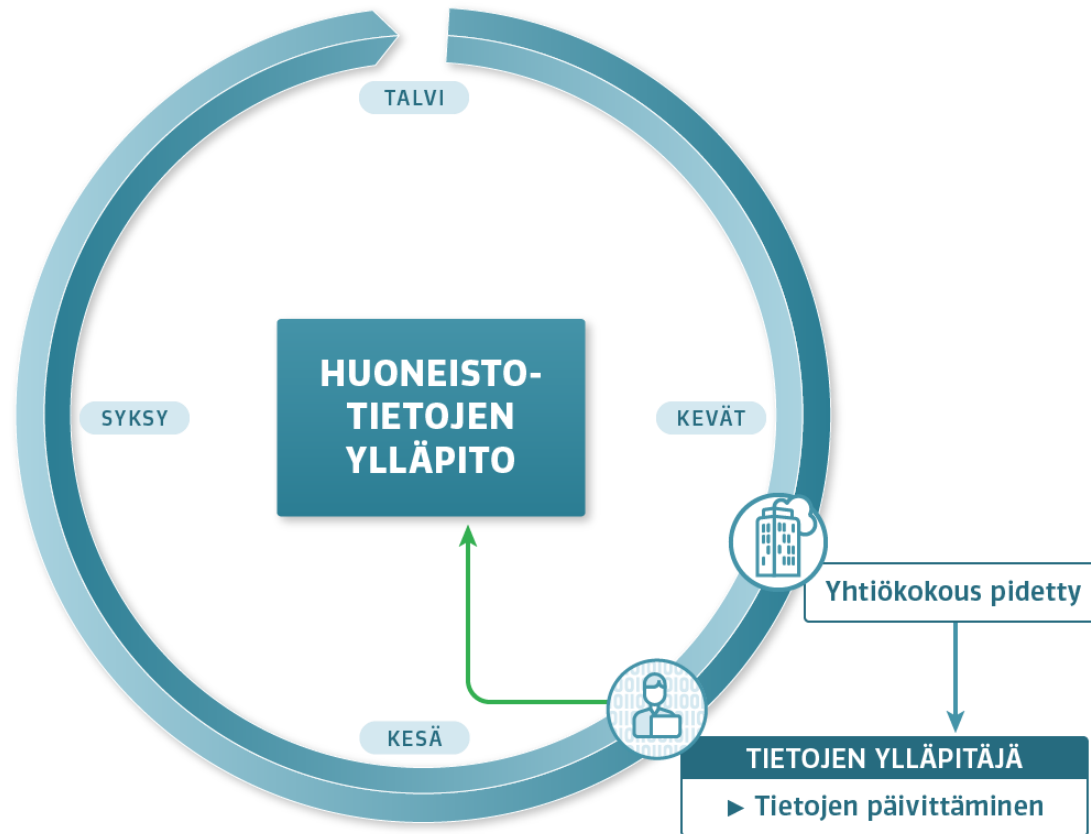 TALVI
HUONEISTO-
TIETOJEN
YLLÄPITO
SYKSY
KEVÄT
Yhtiökokous pidetty
KESÄ
TIETOJEN YLLÄPITÄJÄ
► Tietojen päivittäminen